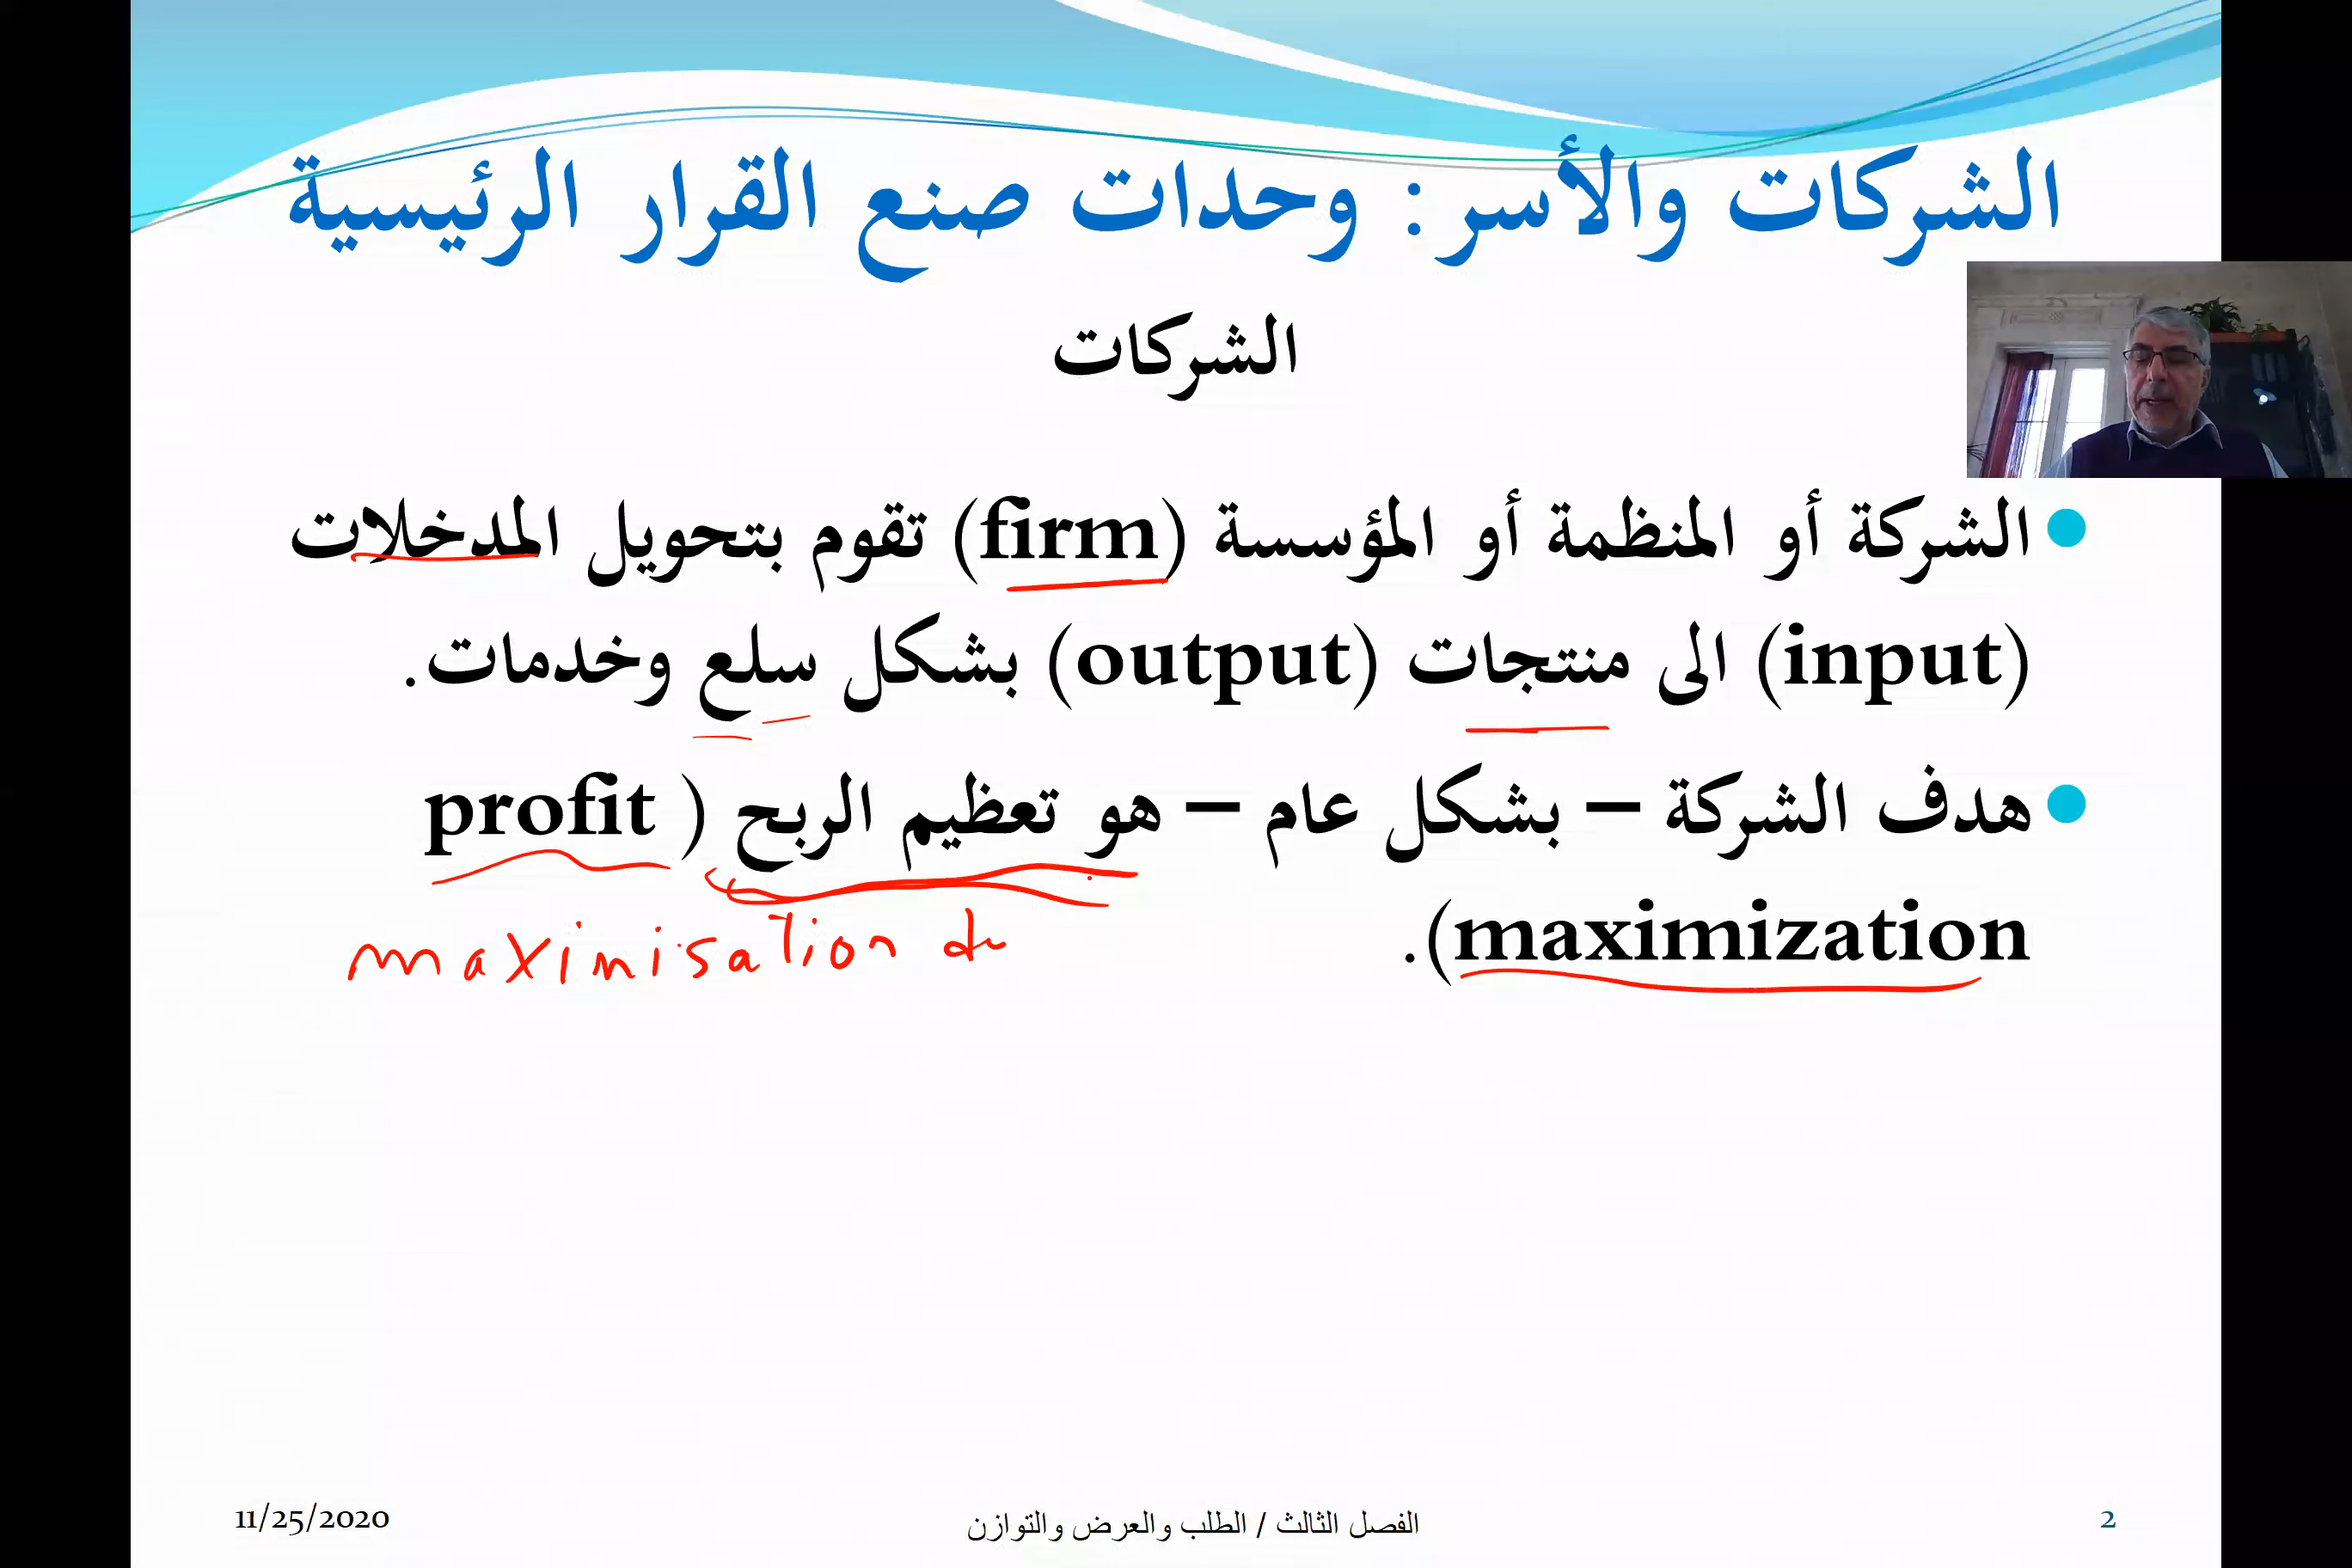 الشركات والأسر: وحدات صنع القرار الرئيسية
الشركات
الشركة أو المنظمة أو المؤسسة (firm) تقوم بتحويل المدخلات
(input) الى منتجات (output) بشكل سلع وخدمات.
هدف الشركة – بشكل عام – هو تعظيم الربح (profit
maximization).
maximisation du
11/25/2020
الفصل الثالث / الطلب والعرض والتوازن
2